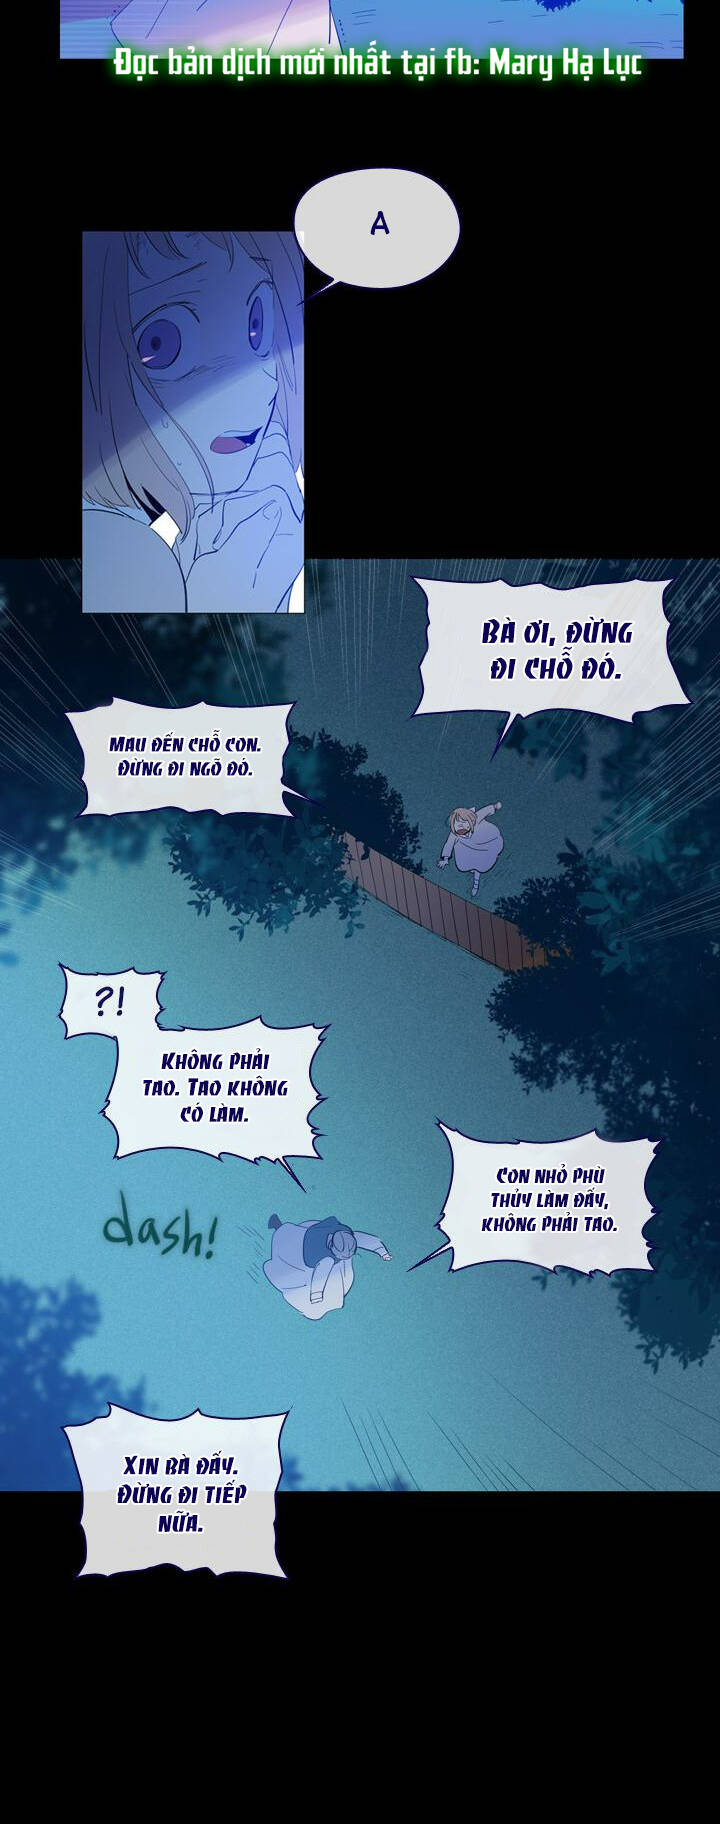 Đọc bản dịch mới nhất tại fb: Mary Hạ Lục
A
BÀ ƠI, ĐỪNG
ĐI CHỖ ĐÓ.
MAU ĐẾN CHỖ CON.
ĐỪNG ĐI NGÕ ĐÓ.
?!
KHÔNG PHẢI
TAO. TAO KHÔNG
CÓ LÀM.
CON NHỎ PHÙ
THỦY LÀM ĐẤY,
KHÔNG PHẢI TAO.
dash!
XIN BÀ ĐẤY.
ĐỪNG ĐI TIẾP
NỮA.